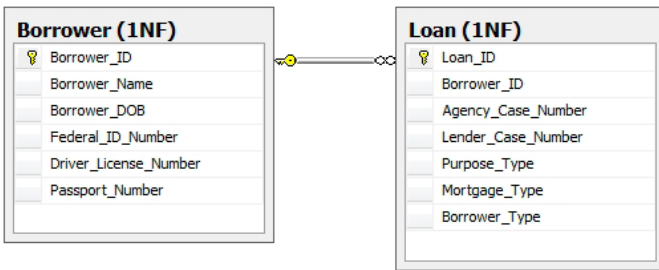 Borrower (1NF)
Borrower_ID
Borrower_Name
Borrower_DOB
Federal_ID_Number
Driver_License_Number
Passport_Number
Loan (1NF)
Loan_ID
Borrower_ID
Agency_Case_Number
Lender_Case_Number
Purpose_Type
Mortgage_Type
Borrower_Type